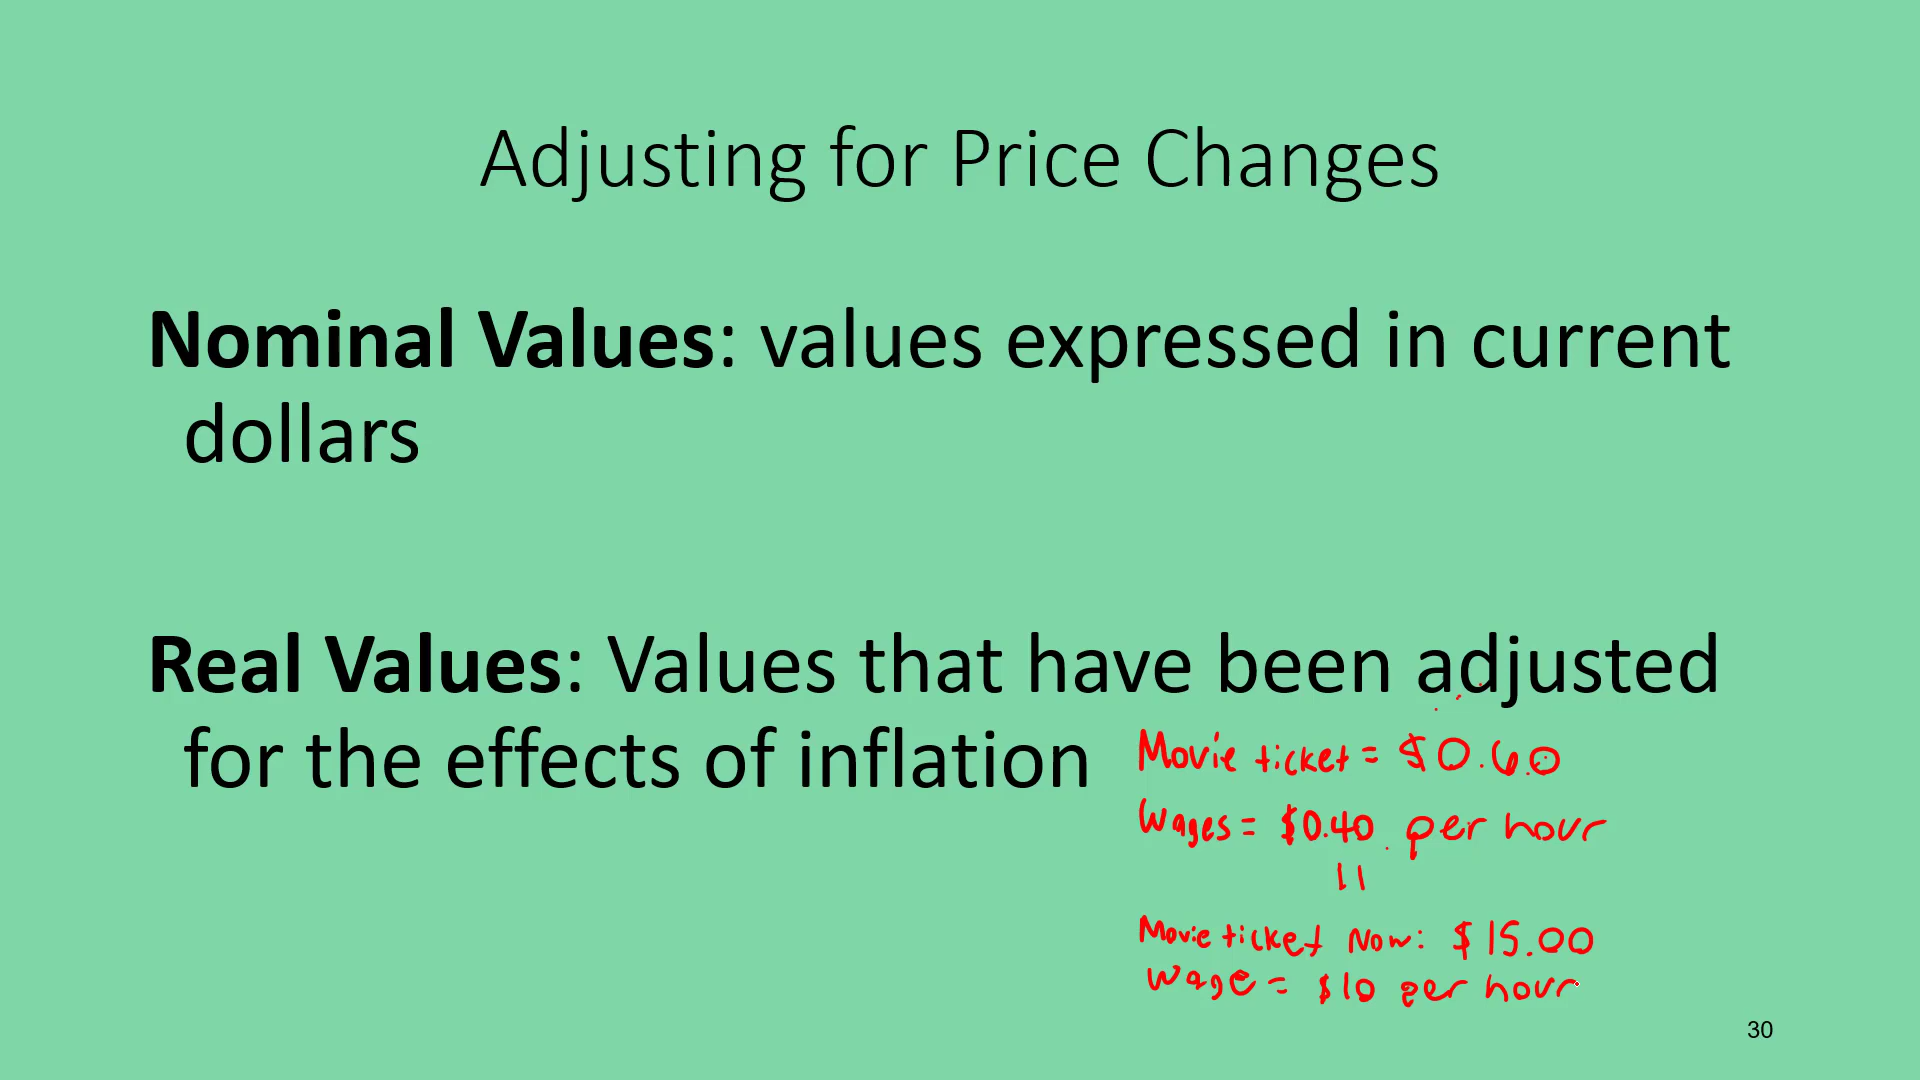 Adjusting for Price Changes
Nominal Values: values expressed in current
dollars
Real Values: Values that have been adjusted
for the effects of inflation
Movie ticket = $0.60
Wages = $0.40 per hour
11
Movie ticket Now: $15.00
Wage = $10 per hour
30